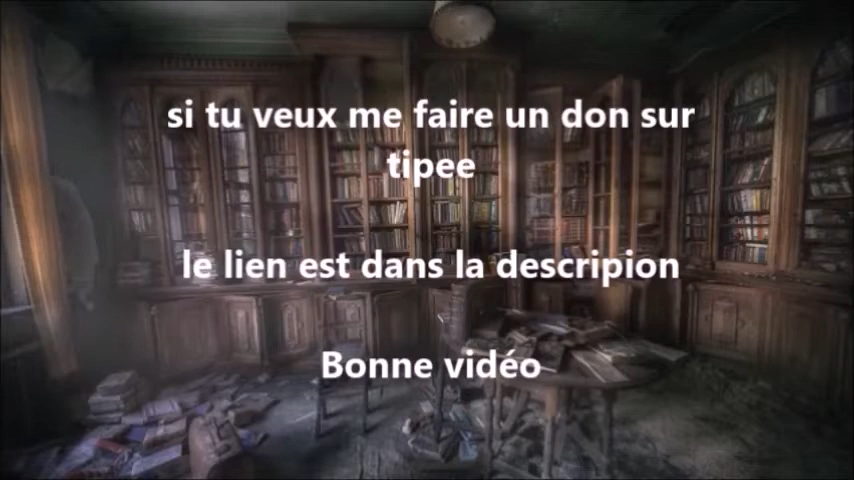 si tu veux me faire un don sur
tipee
le lien est dans la descripion
Bonne vidéo